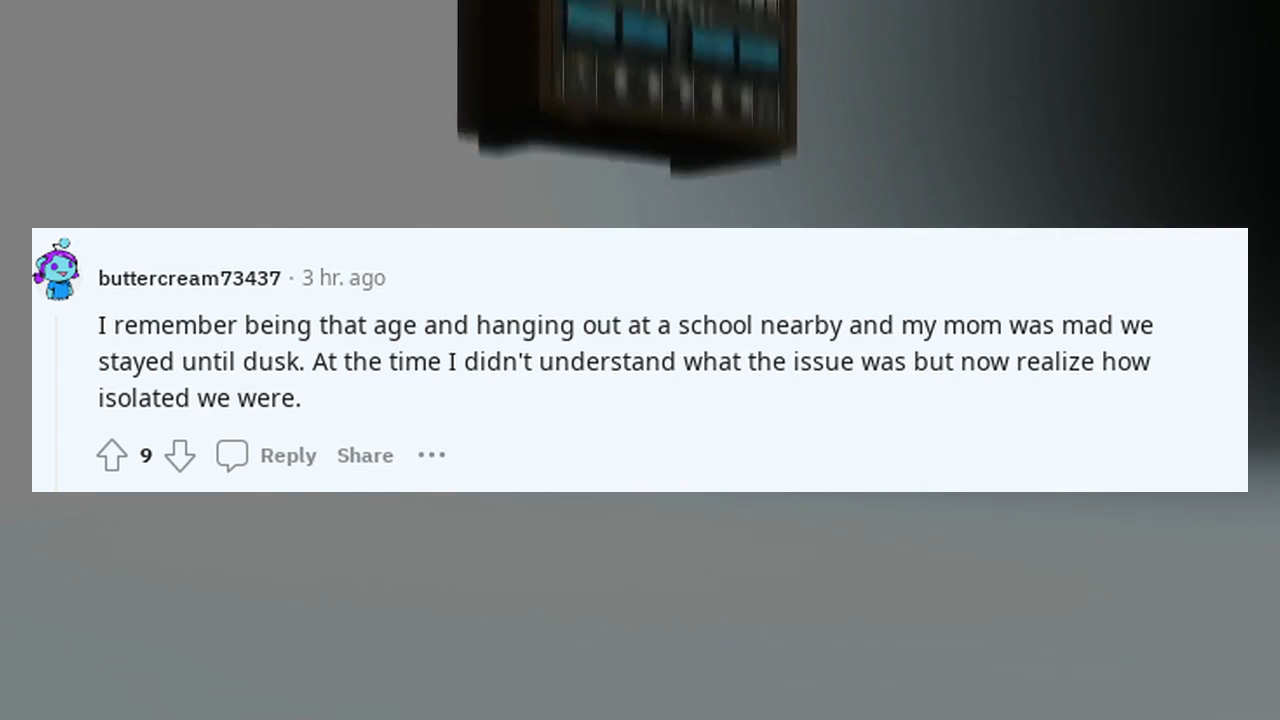 buttercream73437 · 3 hr. ago
I remember being that age and hanging out at a school nearby and my mom was mad we
stayed until dusk. At the time I didn't understand what the issue was but now realize how
isolated we were.
9 Reply Share ···